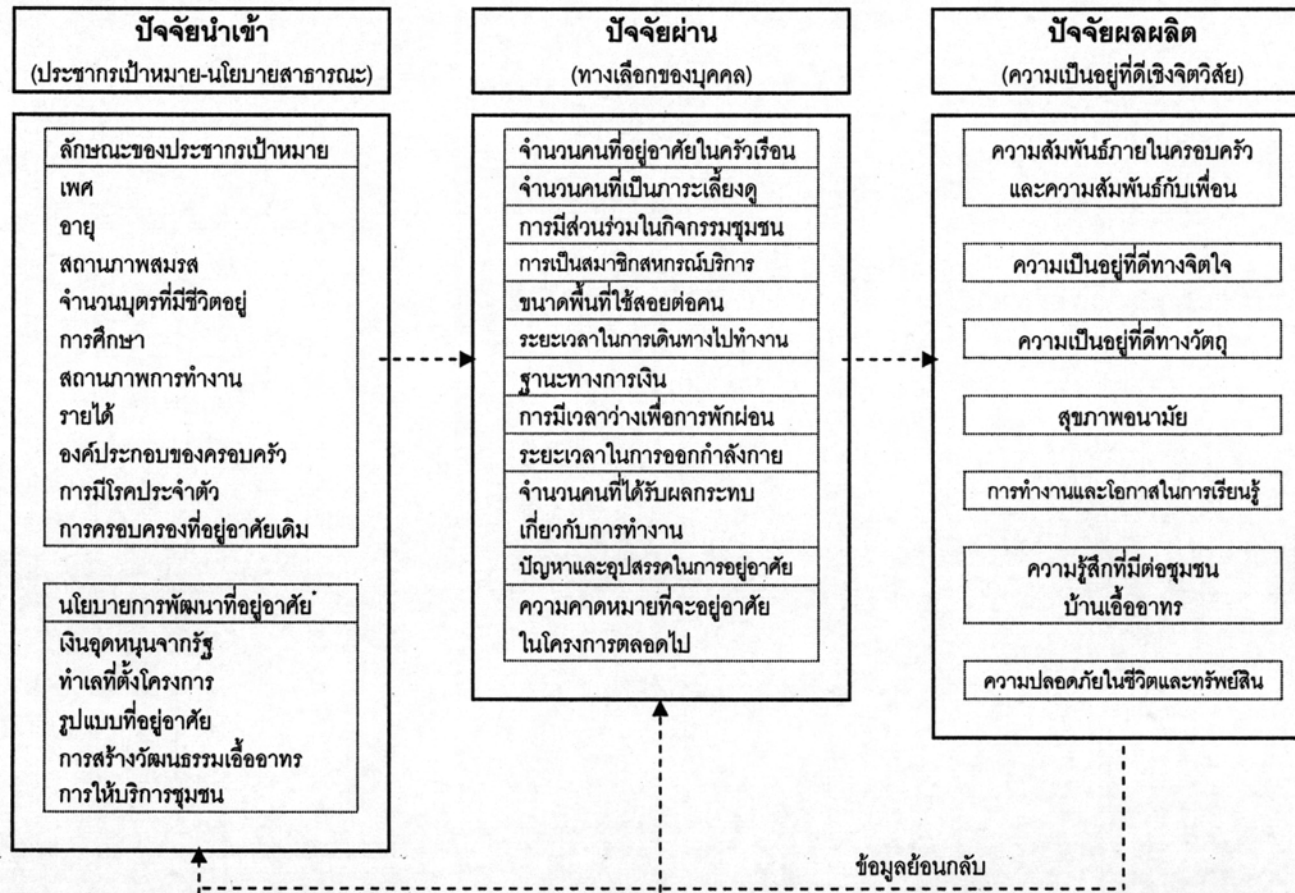 ปัจจัยนำเข้า
(ประชากรเป้าหมาย-นโยบายสาธารณะ)
ลักษณะของประชากรเป้าหมาย
เพศ
อายุ
สถานภาพสมรส
จำนวนบุตรที่มีชีวิตอยู่
การศึกษา
สถานภาพการทำงาน
รายได้
องค์ประกอบของครอบครัว
การมีโรคประจำตัว
การครอบครองที่อยู่อาศัยเดิม
นโยบายการพัฒนาที่อยู่อาศัย
เงินอุดหนุนจากรัฐ
ทำเลที่ตั้งโครงการ
รูปแบบที่อยู่อาศัย
การสร้างวัฒนธรรมเอื้ออาทร
การให้บริการชุมชน
ปัจจัยผ่าน
(ทางเลือกของบุคคล)
จำนวนคนที่อยู่อาศัยในครัวเรือน
จำนวนคนที่เป็นภาระเลี้ยงดู
การมีส่วนร่วมในกิจกรรมชุมชน
การเป็นสมาชิกสหกรณ์บริการ
ขนาดพื้นที่ใช้สอยต่อคน
ระยะเวลาในการเดินทางไปทำงาน
ฐานะทางการเงิน
การมีเวลาว่างเพื่อการพักผ่อน
ระยะเวลาในการออกกำลังกาย
จำนวนคนที่ได้รับผลกระทบ
เกี่ยวกับการทำงาน
ปัญหาและอุปสรรคในการอยู่อาศัย
ความคาดหมายที่จะอยู่อาศัย
ในโครงการตลอดไป
ปัจจัยผลผลิต
(ความเป็นอยู่ที่ดีเชิงจิตวิสัย)
ความสัมพันธ์ภายในครอบครัว
และความสัมพันธ์กับเพื่อน
ความเป็นอยู่ที่ดีทางจิตใจ
ความเป็นอยู่ที่ดีทางวัตถุ
สุขภาพอนามัย
การทำงานและโอกาสในการเรียนรู้
ความรู้สึกที่มีต่อชุมชน
บ้านเอื้ออาทร
ความปลอดภัยในชีวิตและทรัพย์สิน
ข้อมูลย้อนกลับ